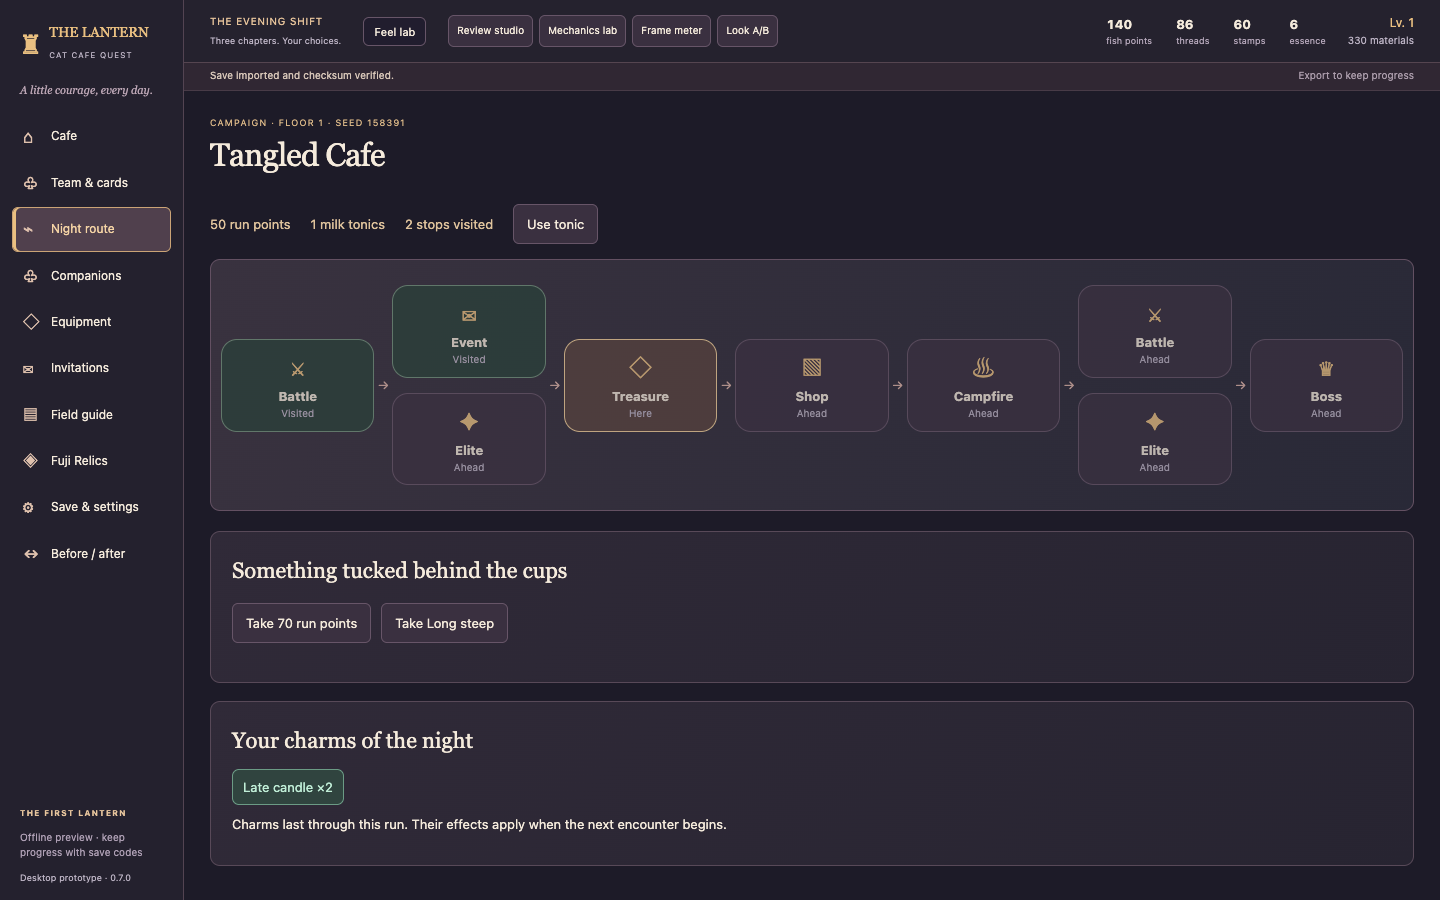 THE LANTERN
CAT CAFE QUEST
A little courage, every day.
Cafe
Team & cards
Night route
Companions
Equipment
Invitations
Field guide
Fuji Relics
Save & settings
Before / after
THE FIRST LANTERN
Offline preview · keep
progress with save codes
Desktop prototype · 0.7.0
THE EVENING SHIFT
Three chapters. Your choices.
Feel lab
Review studio
Mechanics lab
Frame meter
Look A/B
140
fish points
86
threads
60
stamps
6
essence
Lv. 1
330 materials
Save imported and checksum verified.
Export to keep progress
CAMPAIGN · FLOOR 1 · SEED 158391
Tangled Cafe
50 run points
1 milk tonics
2 stops visited
Use tonic
Battle
Visited
Event
Visited
Elite
Ahead
Treasure
Here
Shop
Ahead
Campfire
Ahead
Battle
Ahead
Elite
Ahead
Boss
Ahead
Something tucked behind the cups
Take 70 run points
Take Long steep
Your charms of the night
Late candle ×2
Charms last through this run. Their effects apply when the next encounter begins.